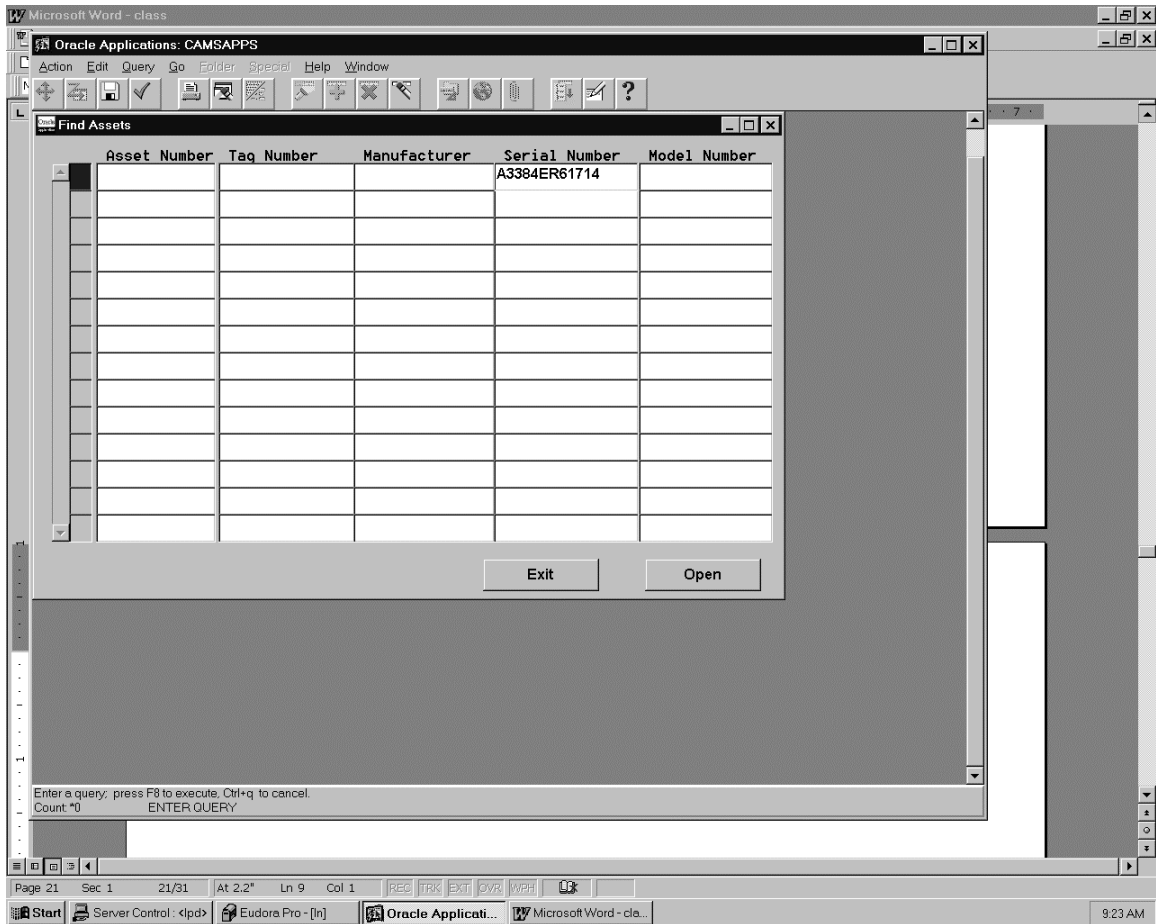 Microsoft Word - class
Oracle Applications: CAMSAPPS
Action Edit Query Go Folder Special Help Window
Find Assets
Asset Number Tag Number Manufacturer Serial Number Model Number
A3384ER61714
Exit Open
Enter a query; press F8 to execute, Ctrl+q to cancel.
Count: *0 ENTER QUERY
Page 21 Sec 1 21/31 At 2.2" Ln 9 Col 1 REC TRK EXT OVR WPH
Start Server Control : <lpd> Eudora Pro - [In] Oracle Applicati... Microsoft Word - cla... 9:23 AM